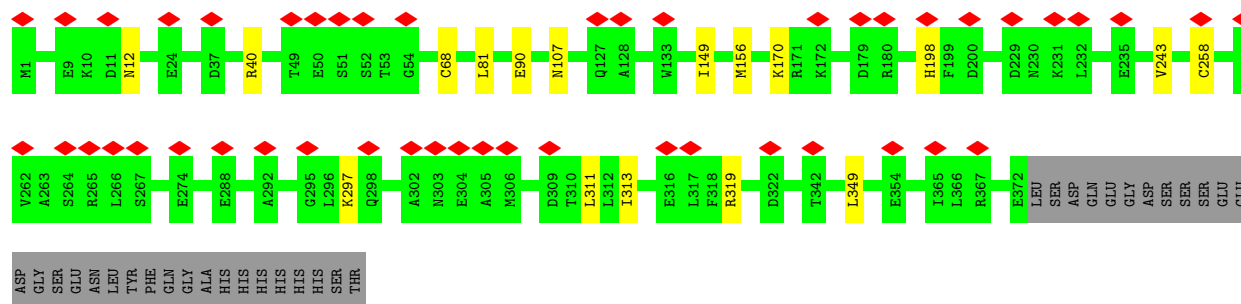 M1 E9 K10 D11 N12 E24 D37 R40 T49 E50 S51 S52 T53 G54 C68 L81 E90 N107 Q127 A128 W133 I149 M156 K170 R171 K172 D179 R180 H198 F199 D200 D229 N230 K231 L232 E235 V243 C258
V262 A263 S264 R265 L266 S267 E274 E288 A292 G295 L296 K297 Q298 A302 N303 E304 A305 M306 D309 T310 L311 L312 I313 E316 L317 F318 R319 D322 T342 L349 E354 I365 L366 R367 E372 LEU SER ASP GLN GLU GLU GLY ASP SER SER SER GLU
ASP GLY SER GLU ASN LEU TYR PHE GLN GLY ALA HIS HIS HIS HIS HIS HIS SER THR